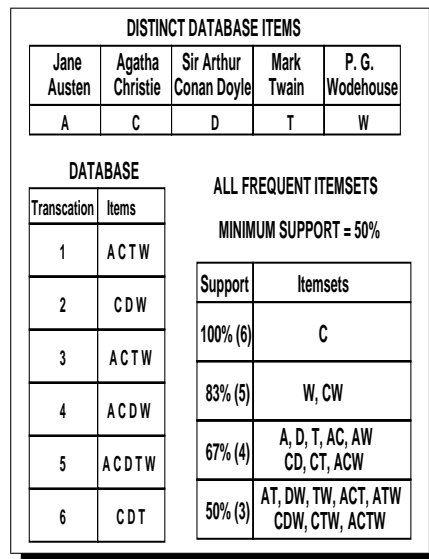 DISTINCT DATABASE ITEMS
Jane Austen Agatha Christie Sir Arthur Conan Doyle Mark Twain P. G. Wodehouse
A C D T W
DATABASE
Transcation Items
1 A C T W
2 C D W
3 A C T W
4 A C D W
5 A C D T W
6 C D T
ALL FREQUENT ITEMSETS
MINIMUM SUPPORT = 50%
Support Itemsets
100% (6) C
83% (5) W, CW
67% (4) A, D, T, AC, AW
CD, CT, ACW
50% (3) AT, DW, TW, ACT, ATW
CDW, CTW, ACTW